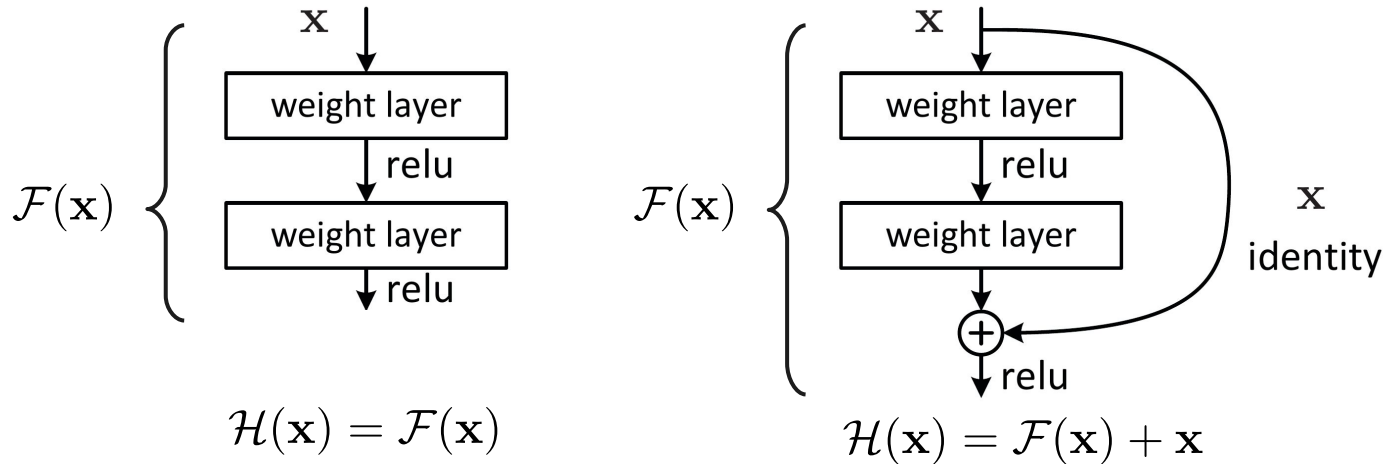 x
weight layer
relu
ℱ(x)
weight layer
relu
ℋ(x) = ℱ(x)
x
weight layer
relu
ℱ(x)
weight layer
x
identity
+
relu
ℋ(x) = ℱ(x) + x